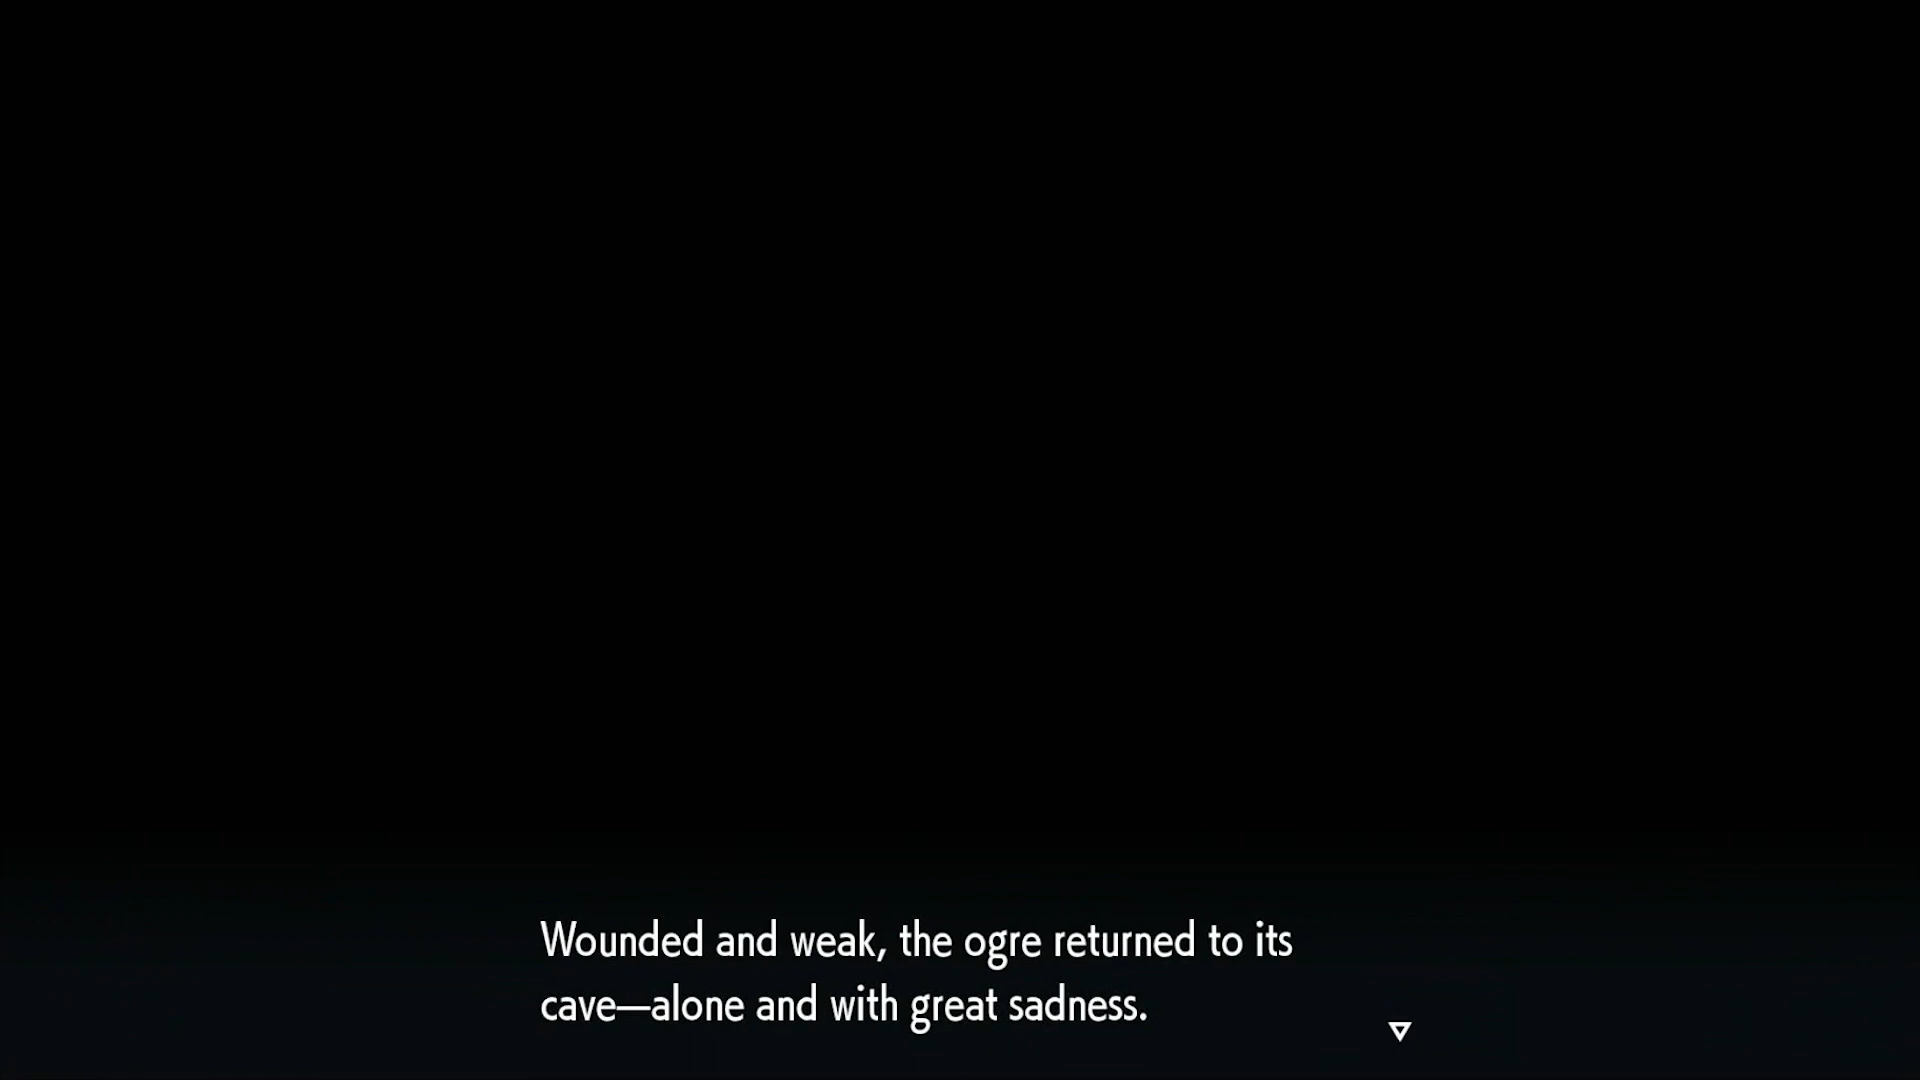 Wounded and weak, the ogre returned to its
cave—alone and with great sadness.